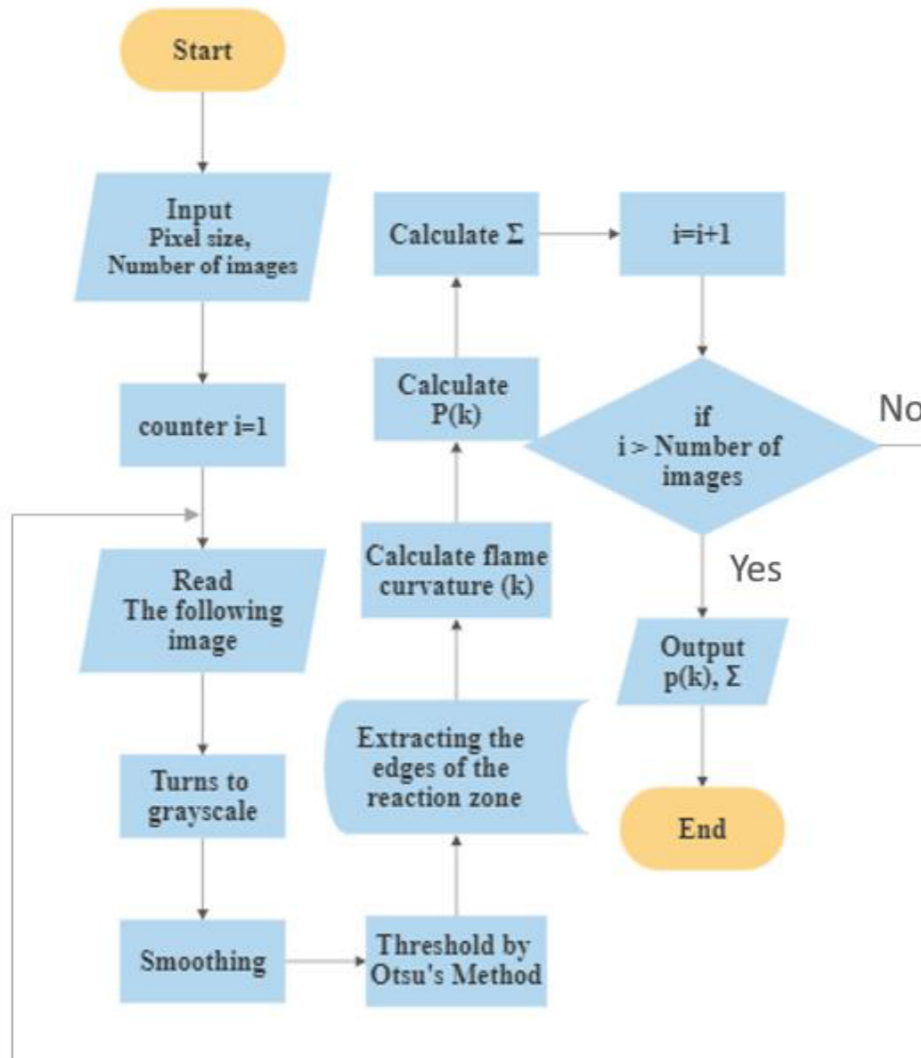 Start
Input
Pixel size,
Number of images
counter i=1
Read
The following
image
Turns to
grayscale
Smoothing
Threshold by
Otsu's Method
Extracting the
edges of the
reaction zone
Calculate flame
curvature (k)
Calculate
P(k)
Calculate Σ
i=i+1
if
i > Number of
images
No
Yes
Output
p(k), Σ
End